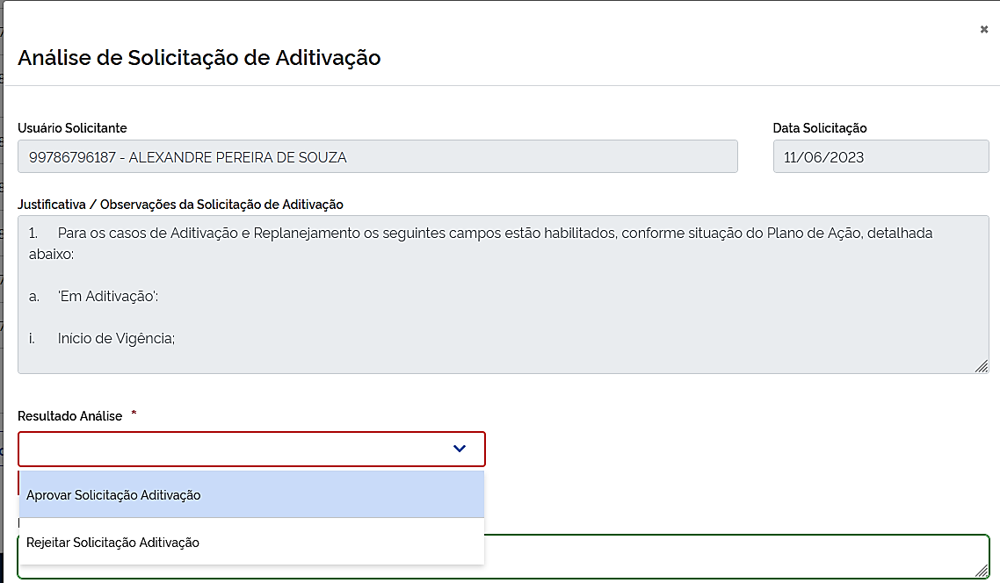 ×
Análise de Solicitação de Aditivação
Usuário Solicitante
Data Solicitação
99786796187 - ALEXANDRE PEREIRA DE SOUZA
11/06/2023
Justificativa / Observações da Solicitação de Aditivação
1. Para os casos de Aditivação e Replanejamento os seguintes campos estão habilitados, conforme situação do Plano de Ação, detalhada
abaixo:
a. 'Em Aditivação':
i. Início de Vigência;
Resultado Análise *
Aprovar Solicitação Aditivação
Rejeitar Solicitação Aditivação